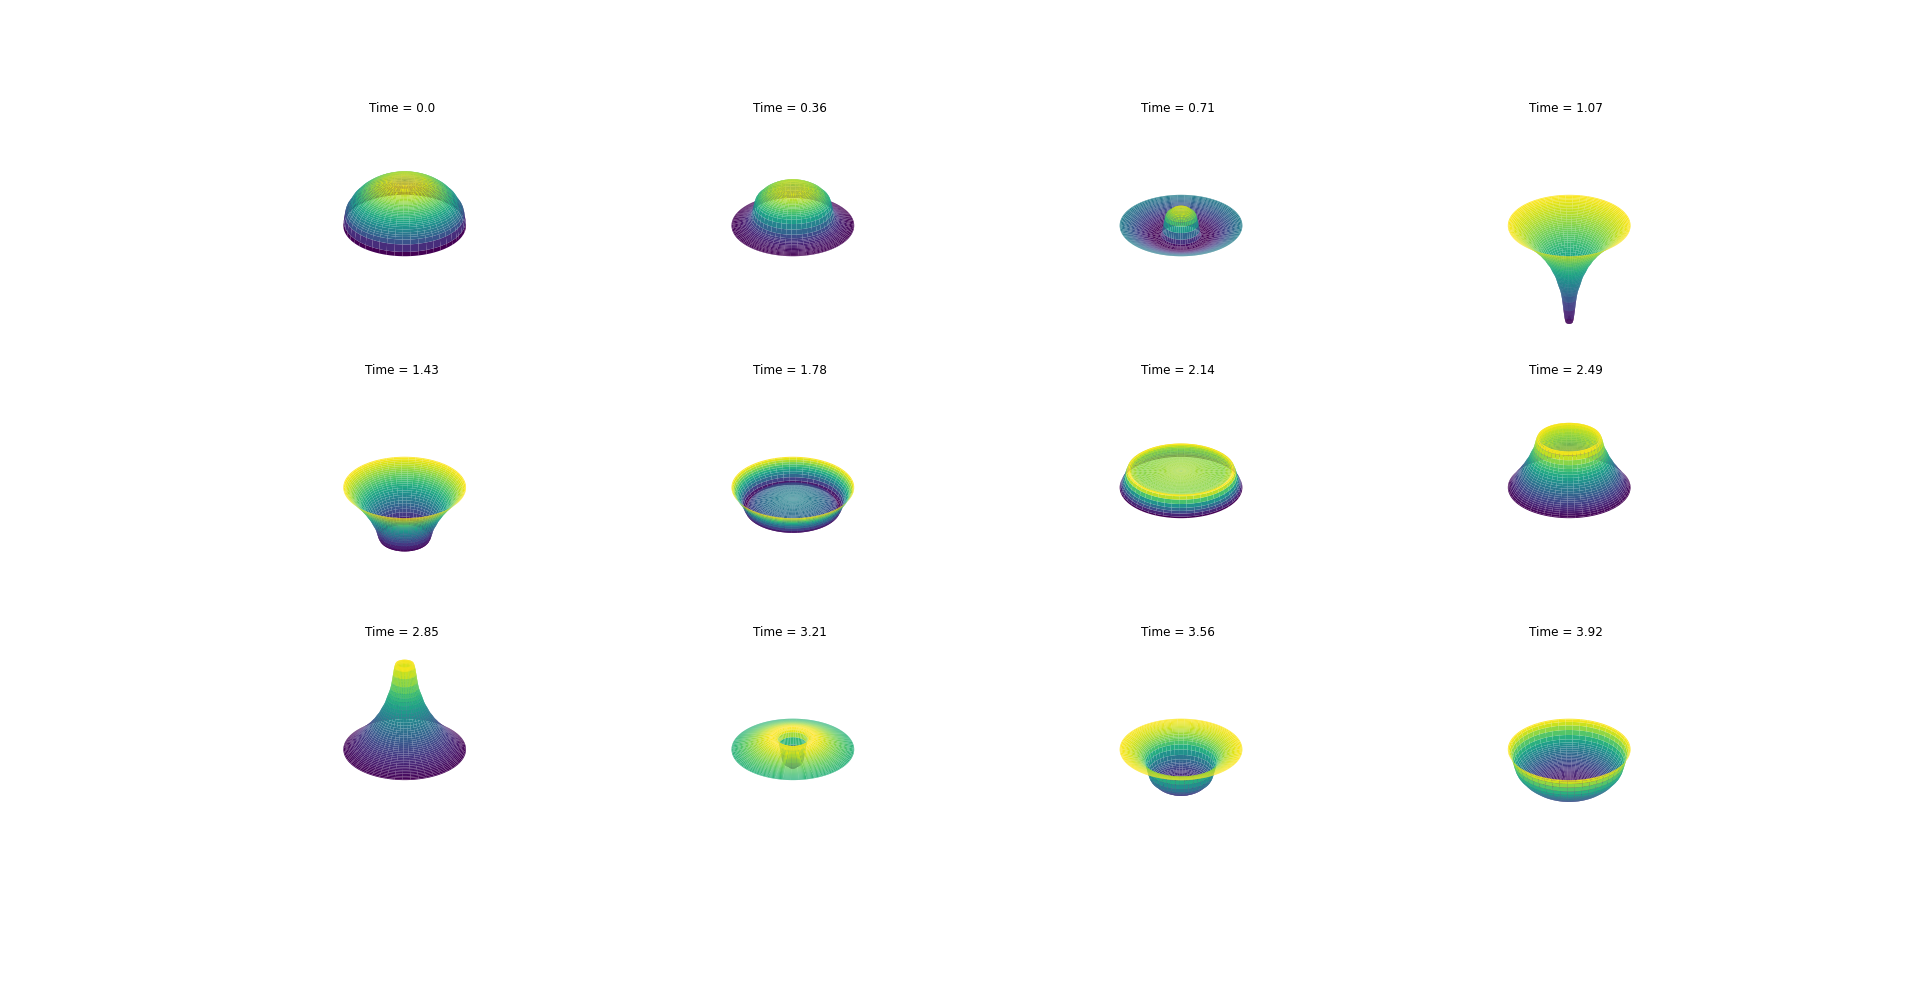 Time = 0.0
Time = 0.36
Time = 0.71
Time = 1.07
Time = 1.43
Time = 1.78
Time = 2.14
Time = 2.49
Time = 2.85
Time = 3.21
Time = 3.56
Time = 3.92